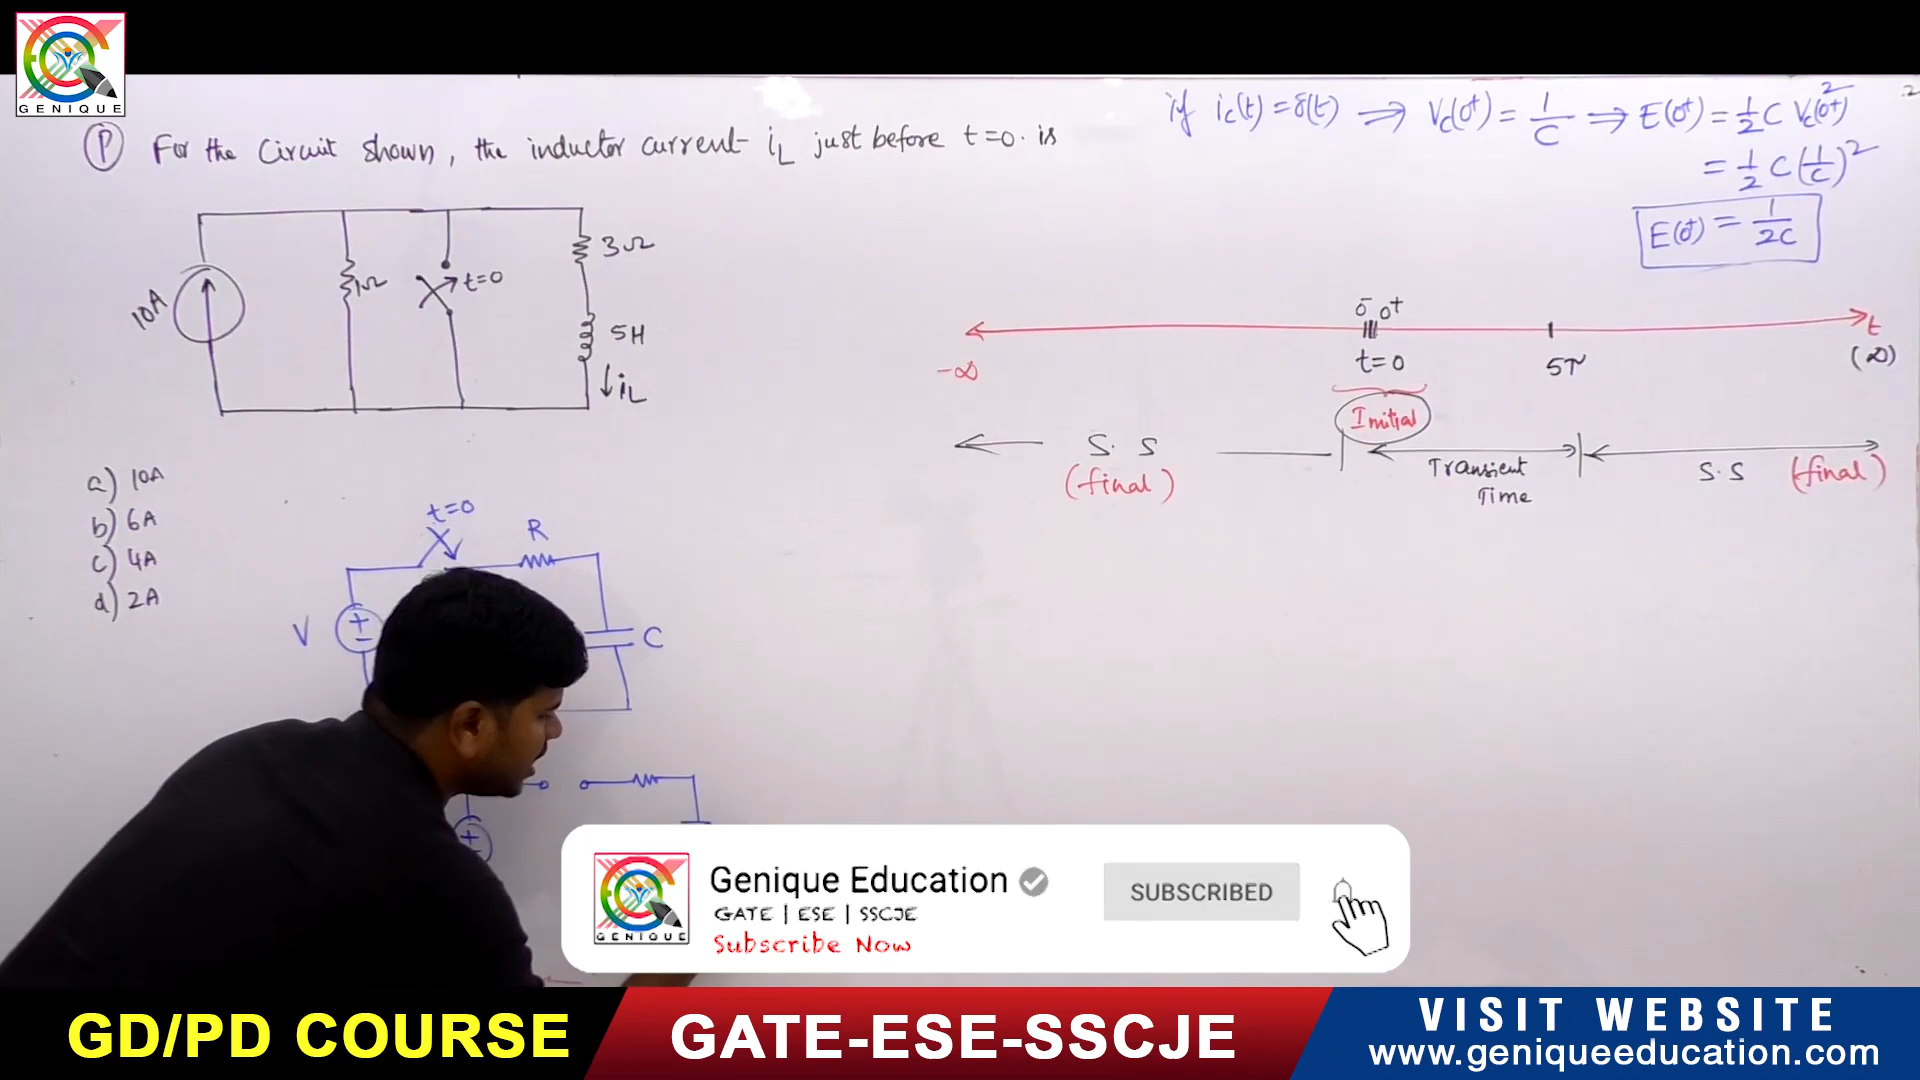 GENIQUE
P For the Circuit shown, the inductor current iL just before t=0 is
if ic(t)=δ(t) ⟹ Vc(0⁺) = 1/C ⟹ E(0⁺) = 1/2 C Vc²(0⁺)
= 1/2 C (1/C)²
E(0⁺) = 1/2C
10A
1Ω
t=0
3Ω
5H
↓ iL
0⁻ 0⁺
-∞
t=0
5τ
t
(∞)
Initial
S.S
(final)
Transient
Time
S.S (final)
a) 10A
b) 6A
c) 4A
d) 2A
t=0
R
V
+
-
C
+
Genique Education
GATE | ESE | SSCJE
Subscribe Now
GENIQUE
SUBSCRIBED
GD/PD COURSE
GATE-ESE-SSCJE
VISIT WEBSITE
www.geniqueeducation.com